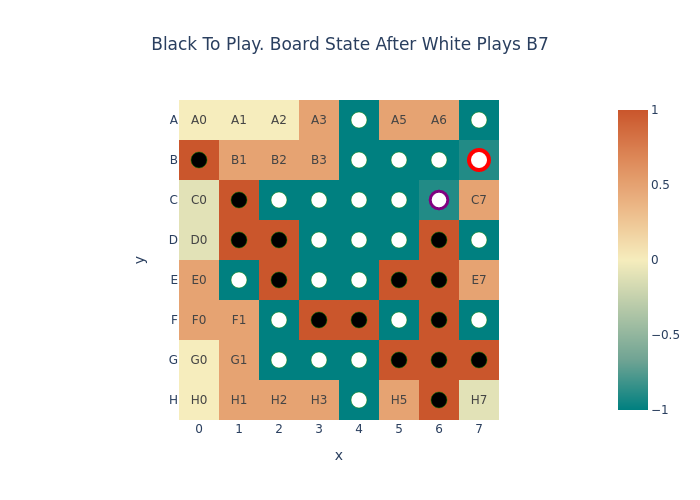 Black To Play. Board State After White Plays B7
A A0 A1 A2 A3 A5 A6
B B1 B2 B3
C C0 C7
D D0
E E0 E7
F F0 F1
G G0 G1
H H0 H1 H2 H3 H5 H7
0 1 2 3 4 5 6 7
x
y
1
0.5
0
−0.5
−1